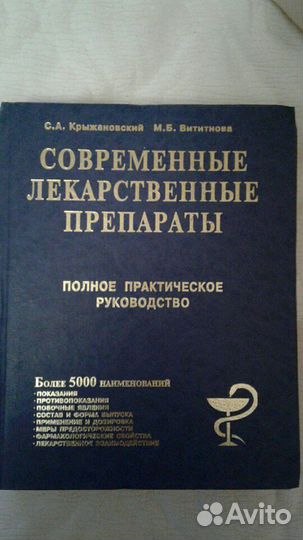 С.А. Крыжановский М.Б. Вититнова
СОВРЕМЕННЫЕ
ЛЕКАРСТВЕННЫЕ
ПРЕПАРАТЫ
ПОЛНОЕ ПРАКТИЧЕСКОЕ
РУКОВОДСТВО
БОЛЕЕ 5000 НАИМЕНОВАНИЙ
·ПОКАЗАНИЯ
·ПРОТИВОПОКАЗАНИЯ
·ПОБОЧНЫЕ ЯВЛЕНИЯ
·СОСТАВ И ФОРМА ВЫПУСКА
·ПРИМЕНЕНИЕ И ДОЗИРОВКА
·МЕРЫ ПРЕДОСТОРОЖНОСТИ
·ФАРМАКОЛОГИЧЕСКИЕ СВОЙСТВА
·ЛЕКАРСТВЕННОЕ ВЗАИМОДЕЙСТВИЕ
Avito